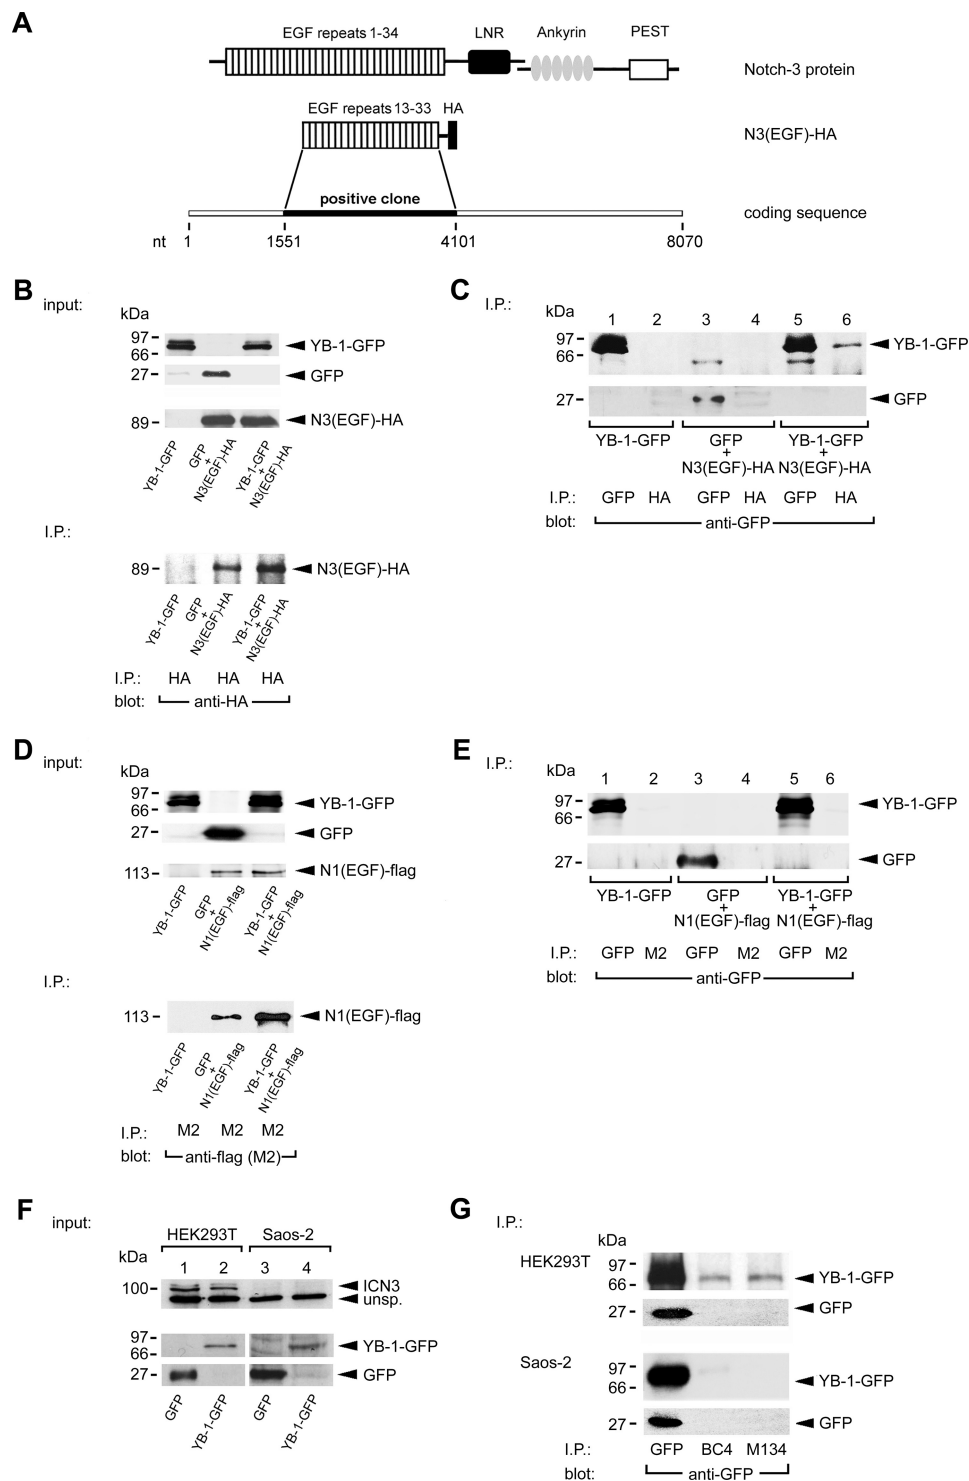 A
EGF repeats 1-34
LNR
Ankyrin
PEST
Notch-3 protein
EGF repeats 13-33
HA
N3(EGF)-HA
positive clone
coding sequence
nt 1 1551 4101 8070
B
input:
kDa
97
66
YB-1-GFP
27
GFP
89
N3(EGF)-HA
YB-1-GFP
GFP + N3(EGF)-HA
YB-1-GFP + N3(EGF)-HA
I.P.:
89
N3(EGF)-HA
YB-1-GFP
GFP + N3(EGF)-HA
YB-1-GFP + N3(EGF)-HA
I.P.: HA HA HA
blot: anti-HA
C
I.P.:
kDa 1 2 3 4 5 6
97
66
YB-1-GFP
27
GFP
YB-1-GFP
GFP + N3(EGF)-HA
YB-1-GFP + N3(EGF)-HA
I.P.: GFP HA GFP HA GFP HA
blot: anti-GFP
D
input:
kDa
97
66
YB-1-GFP
27
GFP
113
N1(EGF)-flag
YB-1-GFP
GFP + N1(EGF)-flag
YB-1-GFP + N1(EGF)-flag
I.P.:
113
N1(EGF)-flag
YB-1-GFP
GFP + N1(EGF)-flag
YB-1-GFP + N1(EGF)-flag
I.P.: M2 M2 M2
blot: anti-flag (M2)
E
I.P.:
kDa 1 2 3 4 5 6
97
66
YB-1-GFP
27
GFP
YB-1-GFP
GFP + N1(EGF)-flag
YB-1-GFP + N1(EGF)-flag
I.P.: GFP M2 GFP M2 GFP M2
blot: anti-GFP
F
input:
HEK293T Saos-2
kDa 1 2 3 4
100
ICN3
unsp.
97
66
YB-1-GFP
27
GFP
GFP
YB-1-GFP
GFP
YB-1-GFP
G
I.P.:
kDa
HEK293T
97
66
YB-1-GFP
27
GFP
Saos-2
97
66
YB-1-GFP
27
GFP
I.P.: GFP BC4 M134
blot: anti-GFP